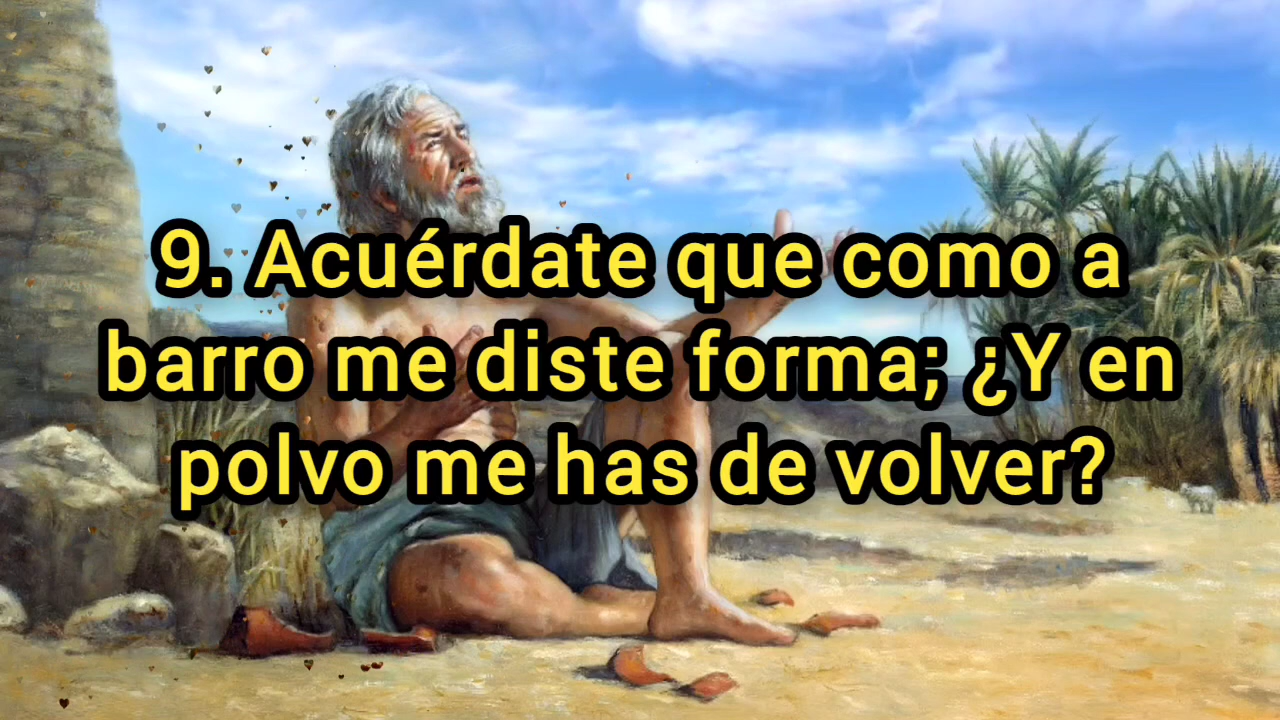 9. Acuérdate que como a
barro me diste forma; ¿Y en
polvo me has de volver?